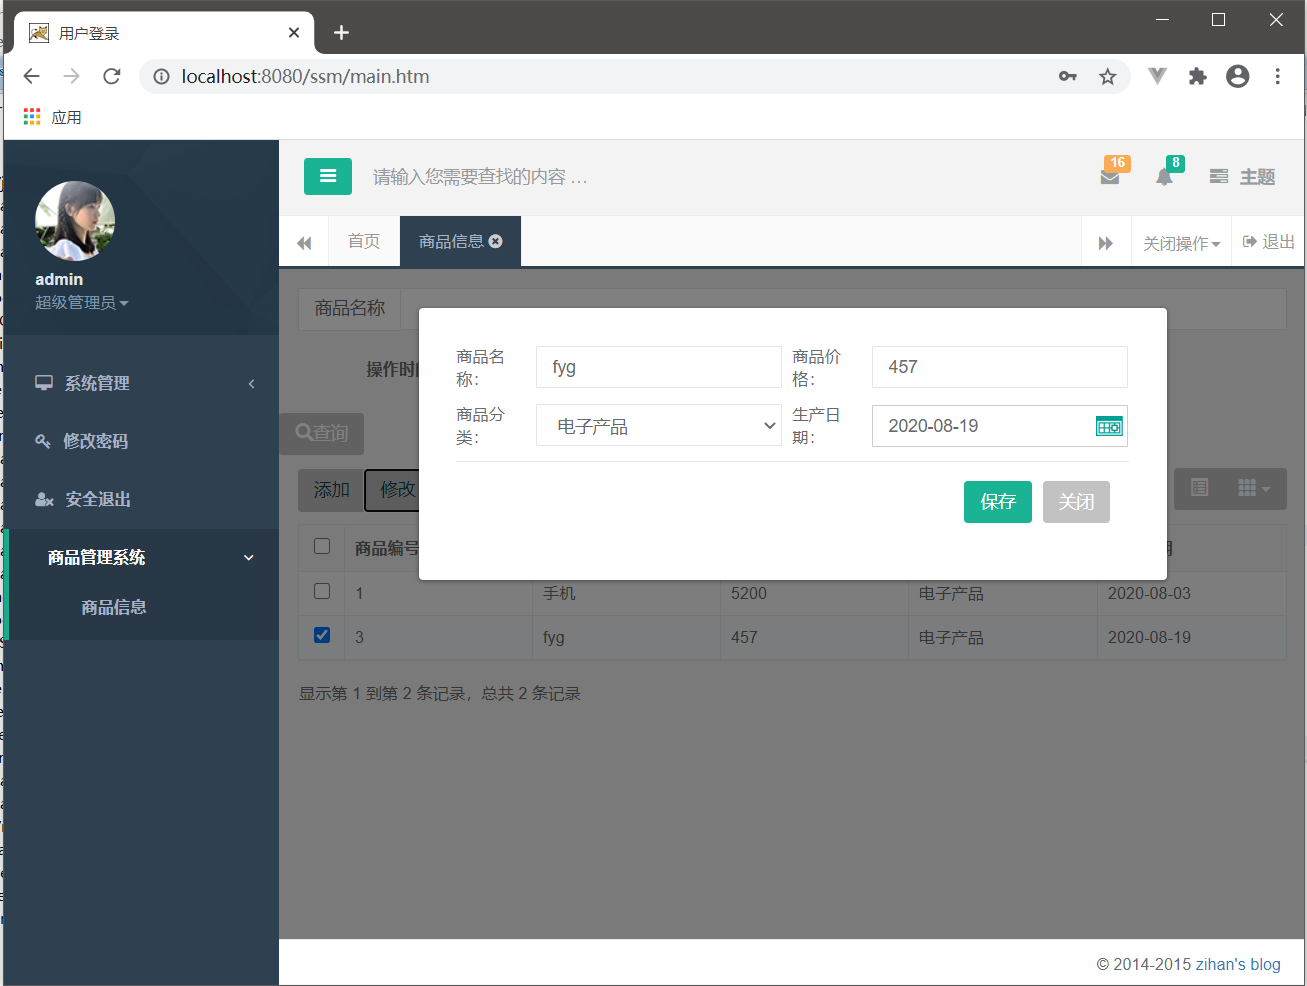 用户登录
localhost:8080/ssm/main.htm
应用
请输入您需要查找的内容 …
16
8
主题
首页
商品信息
关闭操作
退出
admin
超级管理员
系统管理
修改密码
安全退出
商品管理系统
商品信息
商品名称
操作时
查询
添加
修改
商品名称：
fyg
商品价格：
457
商品分类：
电子产品
生产日期：
2020-08-19
保存
关闭
商品编号
1 手机 5200 电子产品 2020-08-03
3 fyg 457 电子产品 2020-08-19
显示第 1 到第 2 条记录，总共 2 条记录
© 2014-2015 zihan's blog